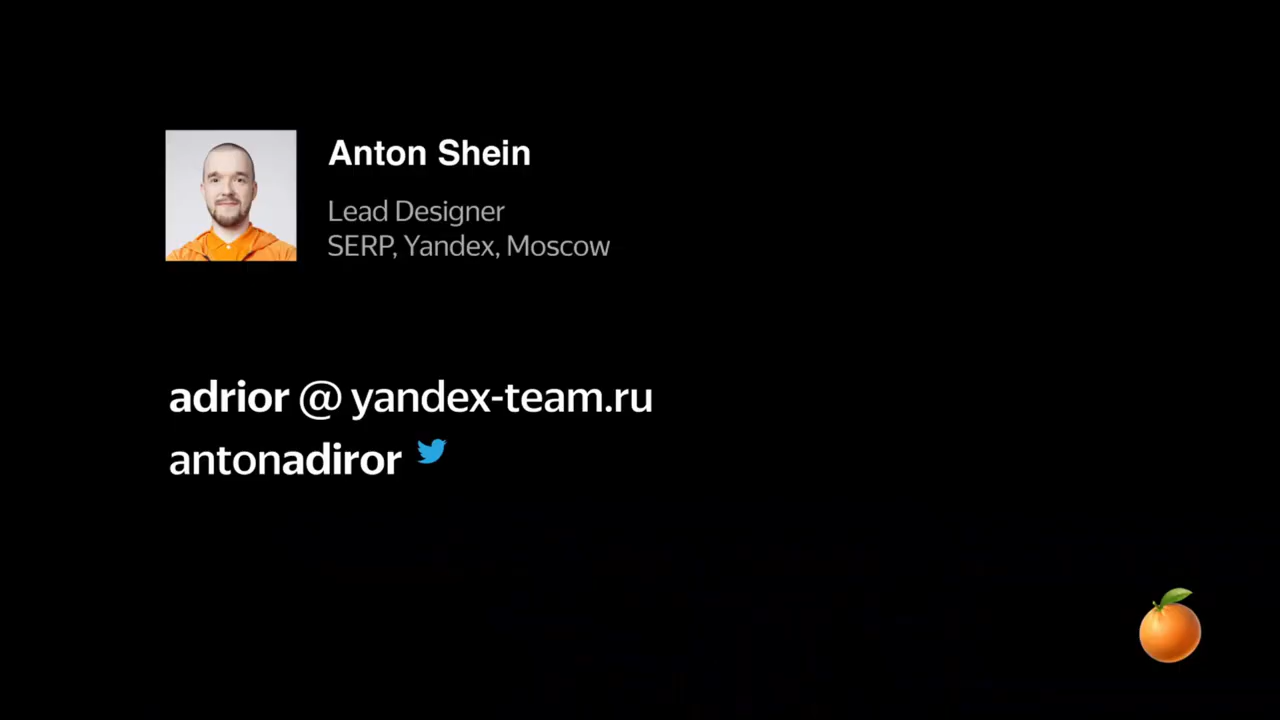 Anton Shein
Lead Designer
SERP, Yandex, Moscow
adrior @ yandex-team.ru
antonadiror